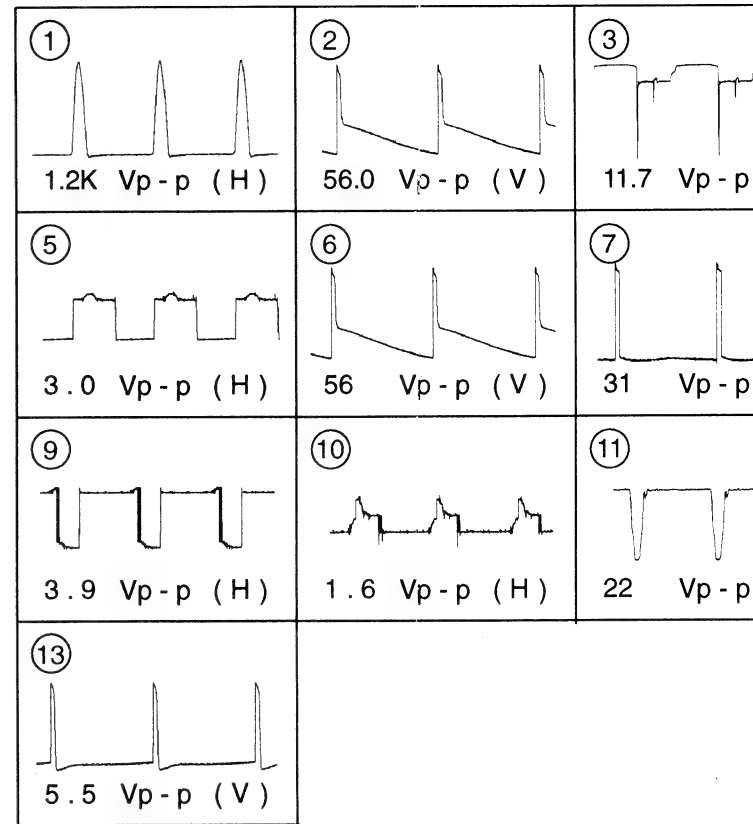 1 2 3
1.2K Vp-p (H) 56.0 Vp-p (V) 11.7 Vp-p
5 6 7
3.0 Vp-p (H) 56 Vp-p (V) 31 Vp-p
9 10 11
3.9 Vp-p (H) 1.6 Vp-p (H) 22 Vp-p
13
5.5 Vp-p (V)